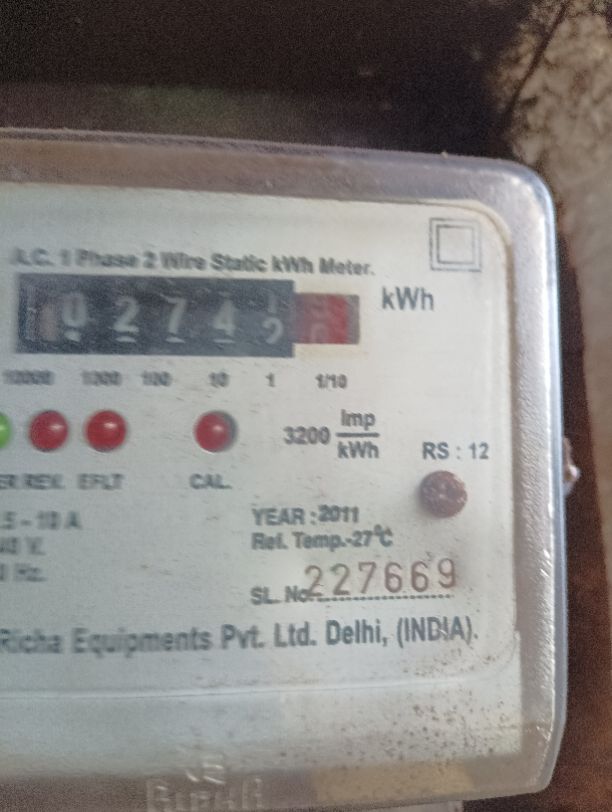 A.C. 1 Phase 2 Wire Static kWh Meter.
0 2 7 4
kWh
10000 1000 100 10 1 1/10
3200 Imp/kWh
RS : 12
REV. EFLT CAL.
YEAR : 2011
Ref. Temp.-27°C
SL. No. 227669
Richa Equipments Pvt. Ltd. Delhi, (INDIA).